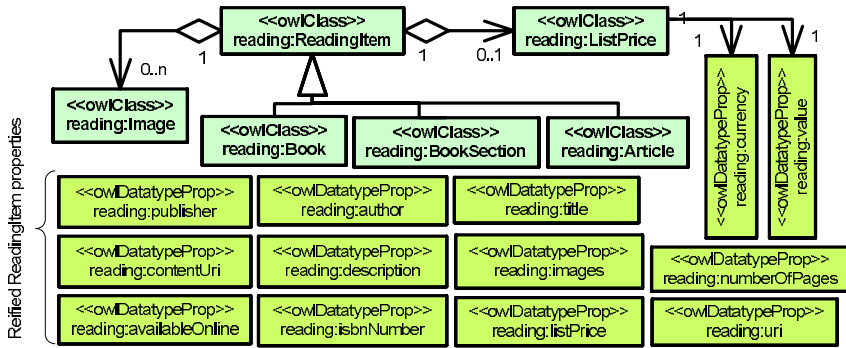 <<owlClass>>
reading:ReadingItem
1
0..n
1
0..1
<<owlClass>>
reading:ListPrice
1
1
1
<<owlClass>>
reading:Image
<<owlDatatypeProp>>
reading:currency
<<owlDatatypeProp>>
reading:value
<<owlClass>>
reading:Book
<<owlClass>>
reading:BookSection
<<owlClass>>
reading:Article
Reified ReadingItem properties
<<owlDatatypeProp>>
reading:publisher
<<owlDatatypeProp>>
reading:author
<<owlDatatypeProp>>
reading:title
<<owlDatatypeProp>>
reading:contentUri
<<owlDatatypeProp>>
reading:description
<<owlDatatypeProp>>
reading:images
<<owlDatatypeProp>>
reading:numberOfPages
<<owlDatatypeProp>>
reading:availableOnline
<<owlDatatypeProp>>
reading:isbnNumber
<<owlDatatypeProp>>
reading:listPrice
<<owlDatatypeProp>>
reading:uri